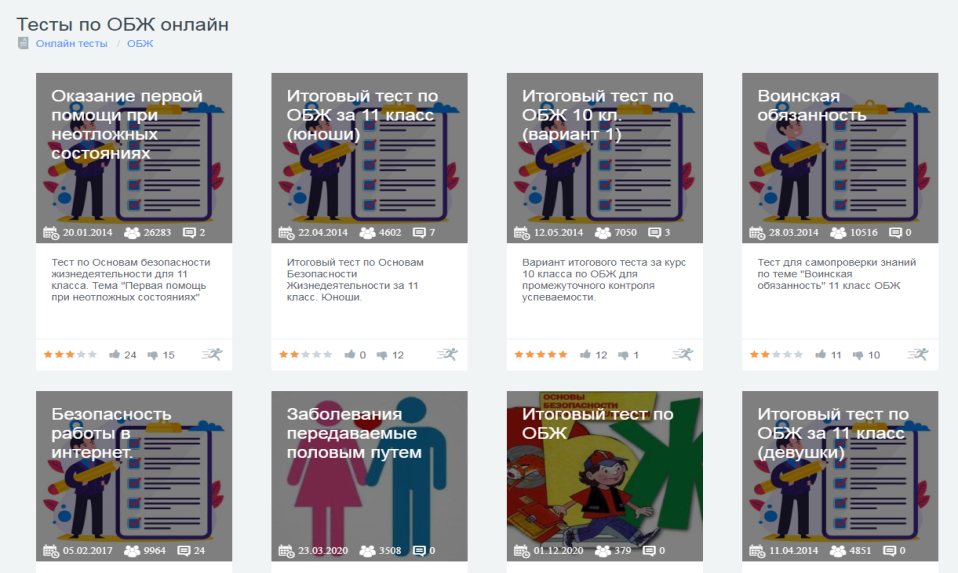 Тесты по ОБЖ онлайн
Онлайн тесты / ОБЖ
Оказание первой
помощи при
неотложных
состояниях
20.01.2014 26283 2
Тест по Основам безопасности
жизнедеятельности для 11
класса. Тема "Первая помощь
при неотложных состояниях"
24 15
Итоговый тест по
ОБЖ за 11 класс
(юноши)
22.04.2014 4602 7
Итоговый тест по Основам
Безопасности
Жизнедеятельности за 11
класс. Юноши.
0 12
Итоговый тест по
ОБЖ 10 кл.
(вариант 1)
12.05.2014 7050 3
Вариант итогового теста за курс
10 класса по ОБЖ для
промежуточного контроля
успеваемости.
12 1
Воинская
обязанность
28.03.2014 10516 0
Тест для самопроверки знаний
по теме "Воинская
обязанность" 11 класс ОБЖ
11 10
Безопасность
работы в
интернет.
05.02.2017 9964 24
Заболевания
передаваемые
половым путем
23.03.2020 3508 0
ОСНОВЫ
БЕЗОПАСНОСТИ
Итоговый тест по
ОБЖ
01.12.2020 379 0
Итоговый тест по
ОБЖ за 11 класс
(девушки)
11.04.2014 4851 0